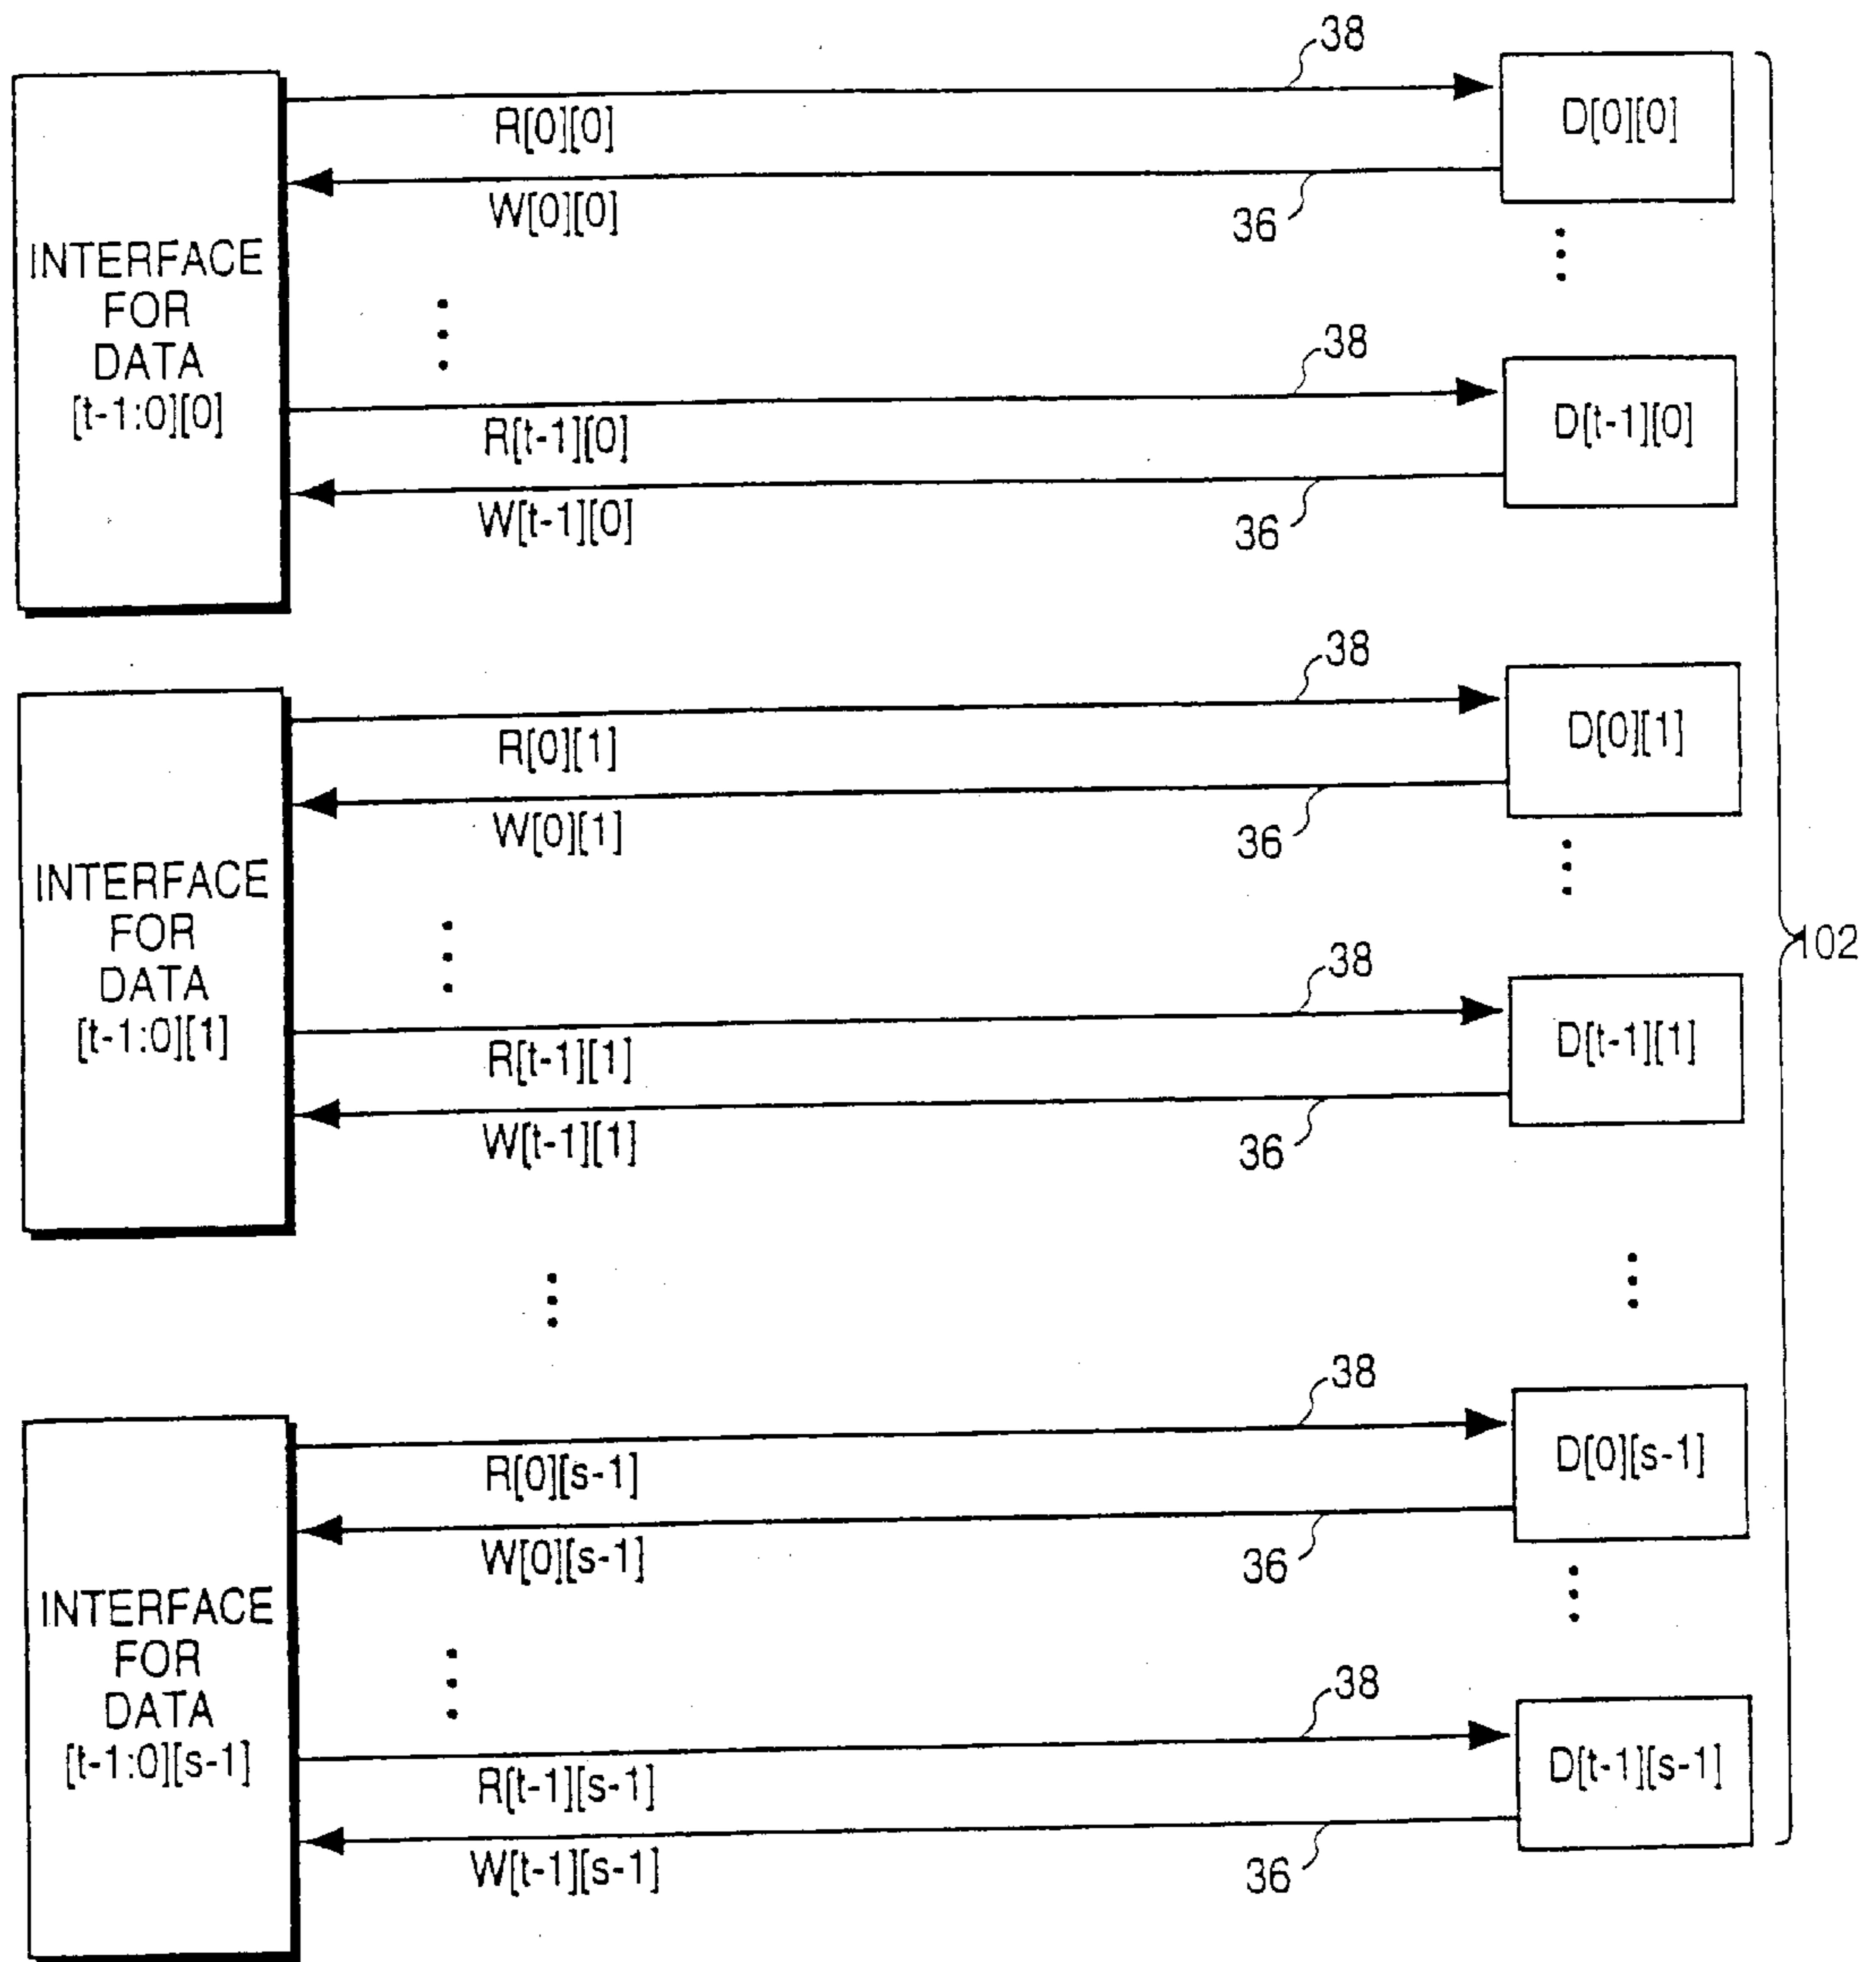 38
R[0][0]
D[0][0]
W[0][0]
36
INTERFACE
FOR
DATA
[t-1:0][0]
38
R[t-1][0]
D[t-1][0]
W[t-1][0]
36
38
R[0][1]
D[0][1]
W[0][1]
36
INTERFACE
FOR
DATA
[t-1:0][1]
102
38
R[t-1][1]
D[t-1][1]
W[t-1][1]
36
38
R[0][s-1]
D[0][s-1]
W[0][s-1]
36
INTERFACE
FOR
DATA
[t-1:0][s-1]
38
R[t-1][s-1]
D[t-1][s-1]
W[t-1][s-1]
36